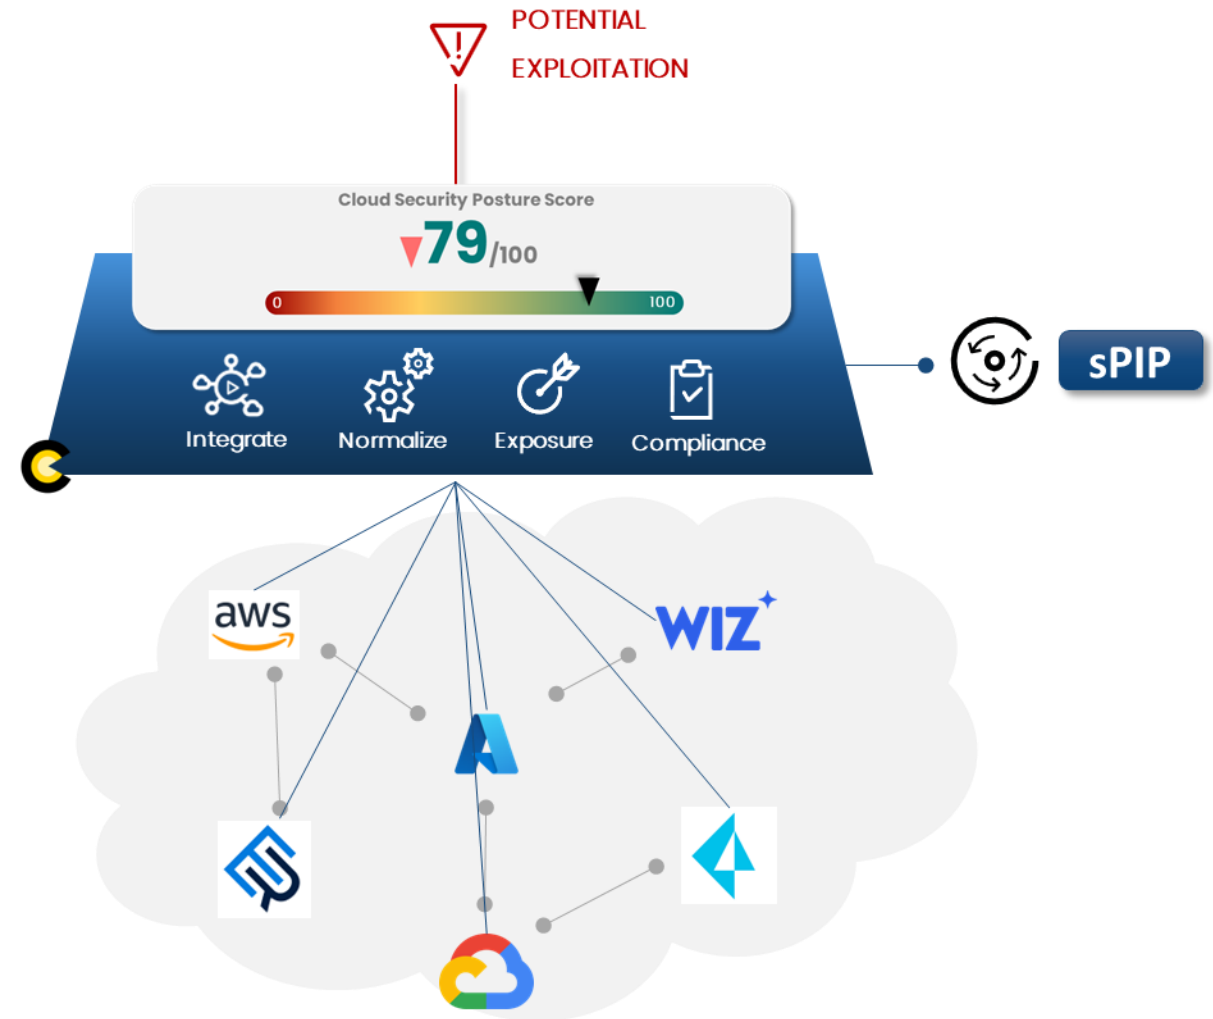 POTENTIAL
EXPLOITATION
Cloud Security Posture Score
79/100
0 100
sPIP
Integrate Normalize Exposure Compliance
aws
WIZ